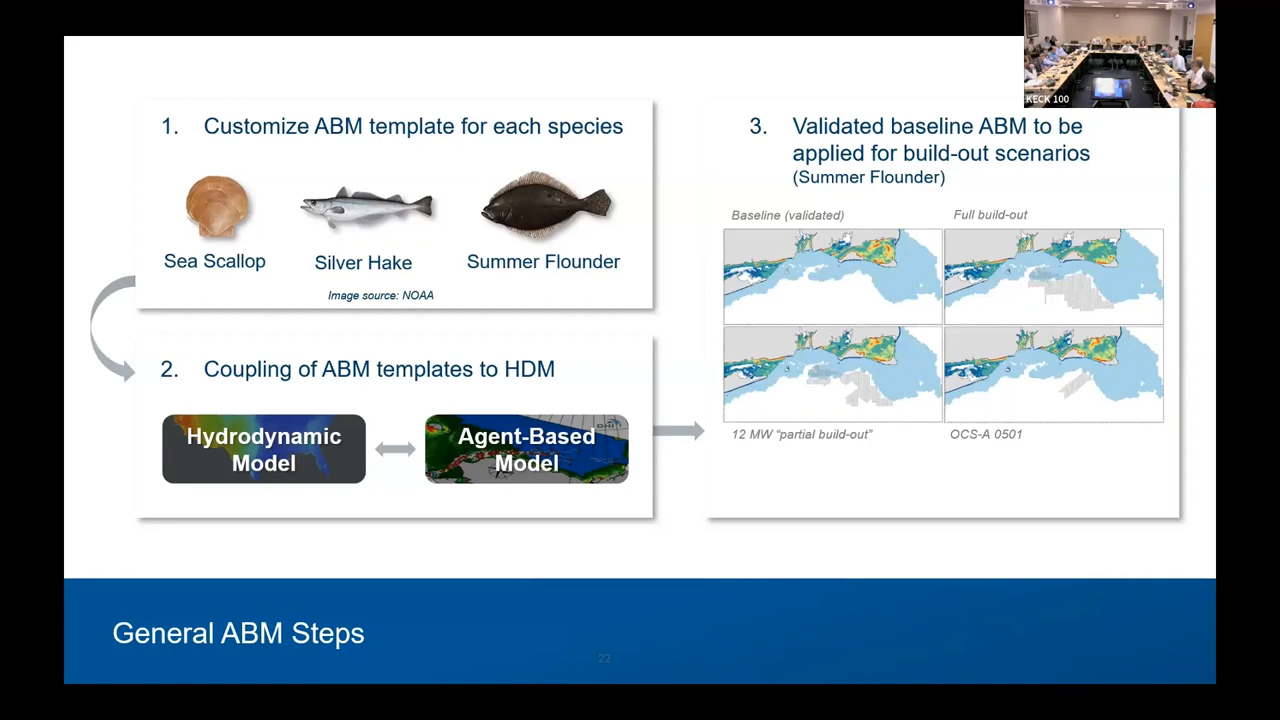 KECK 100
1. Customize ABM template for each species
Sea Scallop
Silver Hake
Summer Flounder
Image source: NOAA
2. Coupling of ABM templates to HDM
Hydrodynamic
Model
Agent-Based
Model
DHI
3. Validated baseline ABM to be
applied for build-out scenarios
(Summer Flounder)
Baseline (validated)
Full build-out
12 MW “partial build-out”
OCS-A 0501
General ABM Steps
22